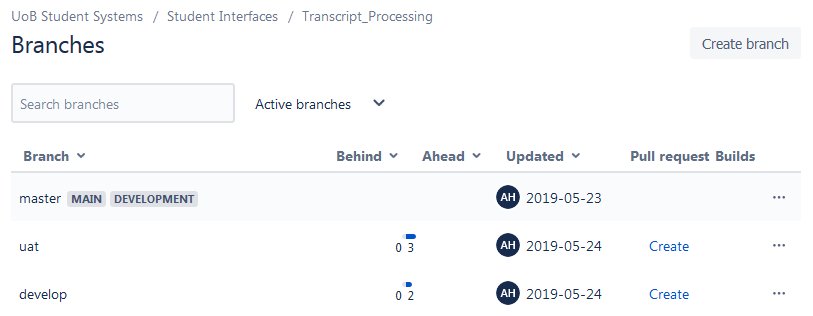 UoB Student Systems / Student Interfaces / Transcript_Processing
Branches
Create branch
Search branches
Active branches
Branch Behind Ahead Updated Pull request Builds
master MAIN DEVELOPMENT AH 2019-05-23 ...
uat 0 3 AH 2019-05-24 Create ...
develop 0 2 AH 2019-05-24 Create ...